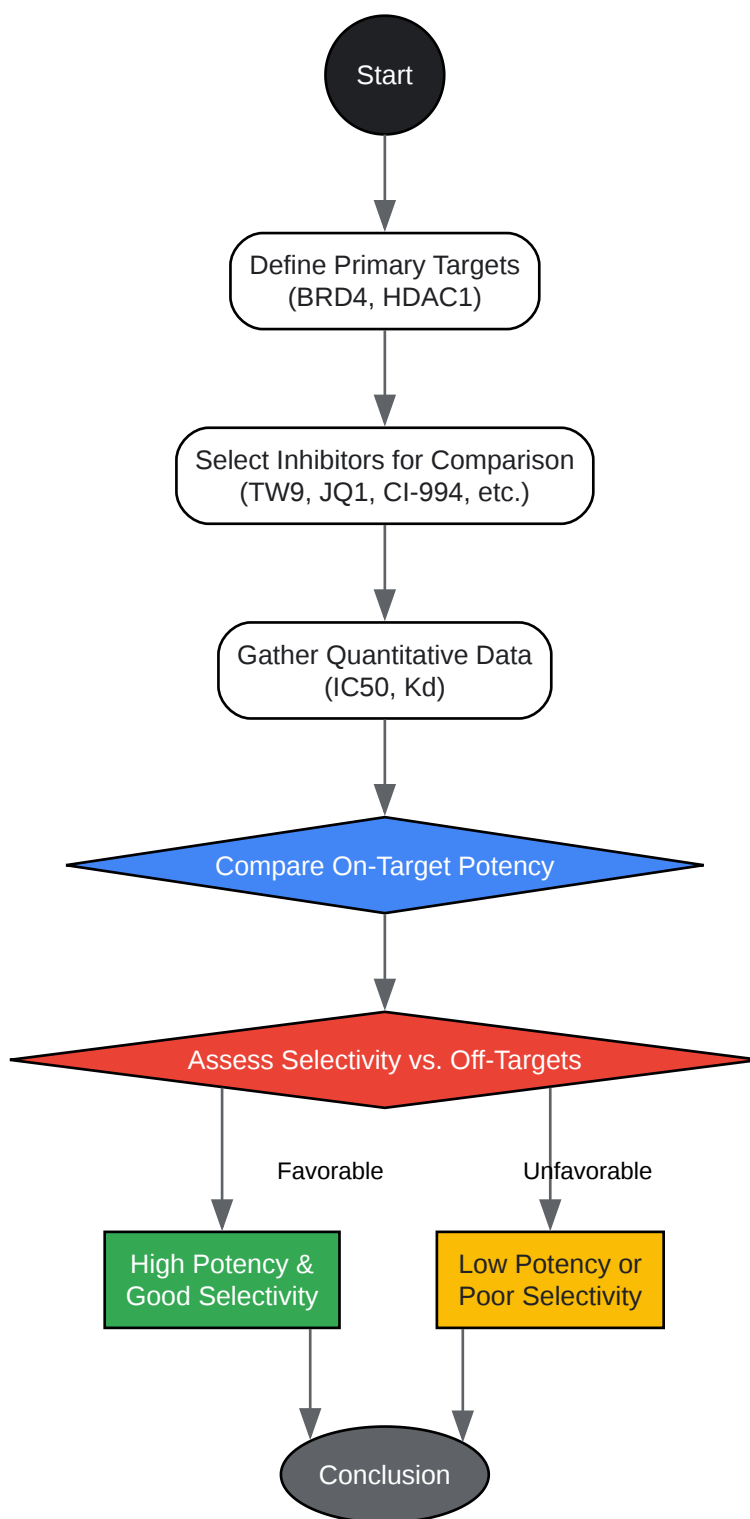 Start
Define Primary Targets
(BRD4, HDAC1)
Select Inhibitors for Comparison
(TW9, JQ1, CI-994, etc.)
Gather Quantitative Data
(IC50, Kd)
Compare On-Target Potency
Assess Selectivity vs. Off-Targets
Favorable
Unfavorable
High Potency &
Good Selectivity
Low Potency or
Poor Selectivity
Conclusion